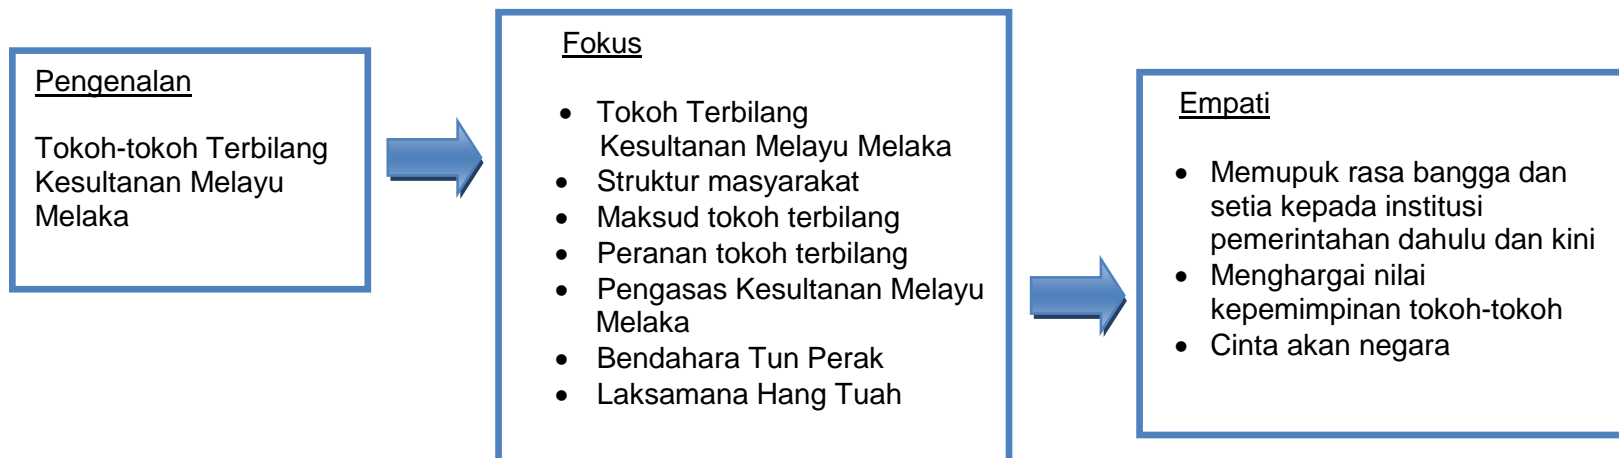 Pengenalan
Tokoh-tokoh Terbilang
Kesultanan Melayu
Melaka
Fokus
• Tokoh Terbilang
Kesultanan Melayu Melaka
• Struktur masyarakat
• Maksud tokoh terbilang
• Peranan tokoh terbilang
• Pengasas Kesultanan Melayu
Melaka
• Bendahara Tun Perak
• Laksamana Hang Tuah
Empati
• Memupuk rasa bangga dan
setia kepada institusi
pemerintahan dahulu dan kini
• Menghargai nilai
kepemimpinan tokoh-tokoh
• Cinta akan negara